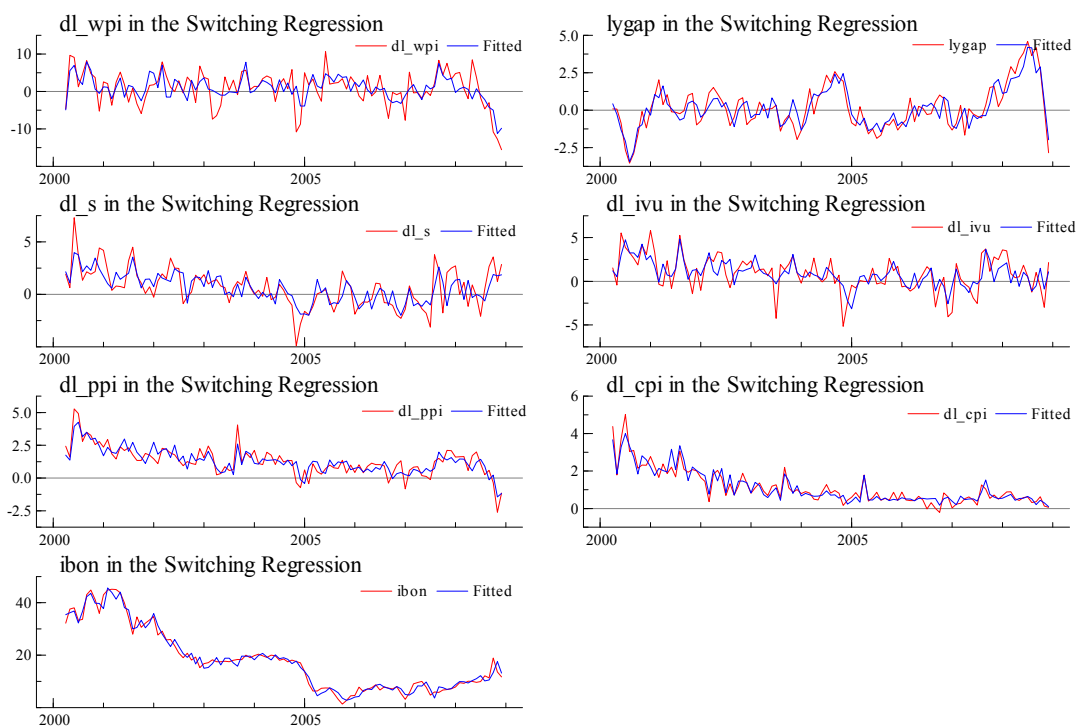 dl_wpi in the Switching Regression
dl_wpi Fitted
10
0
-10
2000 2005
lygap in the Switching Regression
lygap Fitted
5.0
2.5
0.0
-2.5
2000 2005
dl_s in the Switching Regression
dl_s Fitted
5
0
2000 2005
dl_ivu in the Switching Regression
dl_ivu Fitted
5
0
-5
2000 2005
dl_ppi in the Switching Regression
dl_ppi Fitted
5.0
2.5
0.0
-2.5
2000 2005
dl_cpi in the Switching Regression
dl_cpi Fitted
6
4
2
0
2000 2005
ibon in the Switching Regression
ibon Fitted
40
20
2000 2005